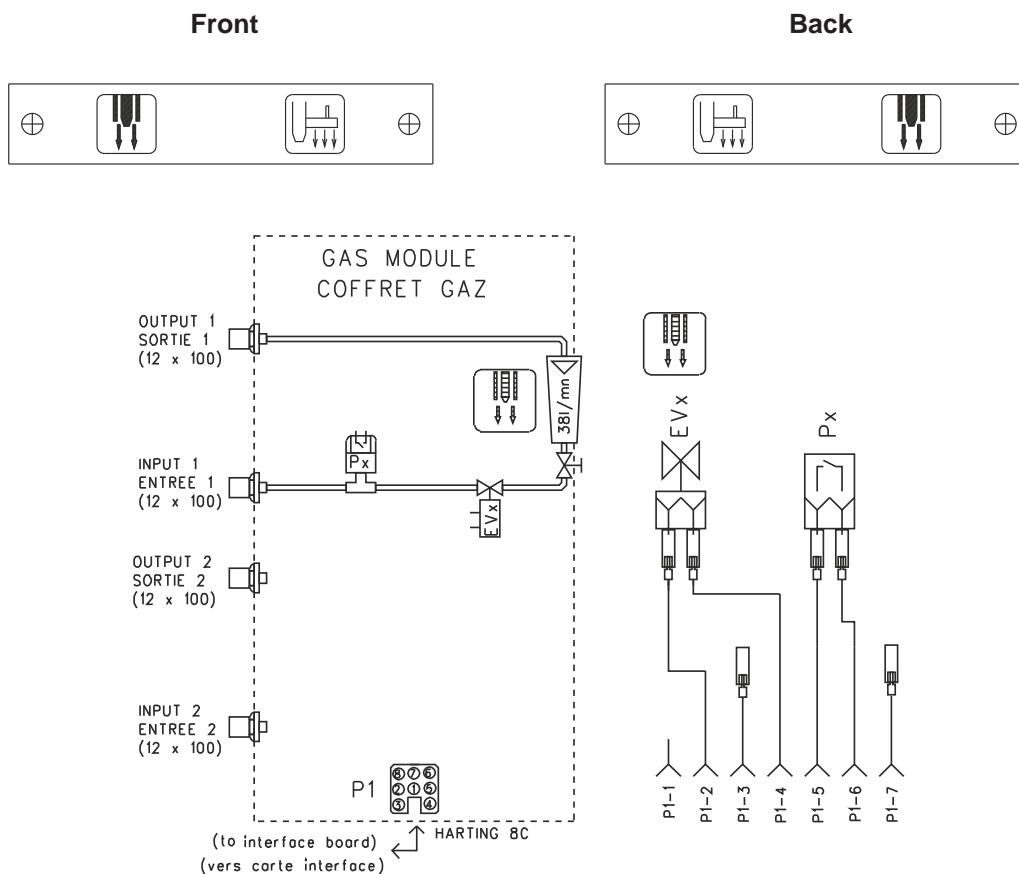 Front
Back
GAS MODULE
COFFRET GAZ
OUTPUT 1
SORTIE 1
(12 x 100)
38l/mn
EVx
Px
Px
INPUT 1
ENTREE 1
(12 x 100)
EVx
OUTPUT 2
SORTIE 2
(12 x 100)
INPUT 2
ENTREE 2
(12 x 100)
P1
8 7 6
2 1 5
3 4
HARTING 8C
(to interface board)
(vers carte interface)
P1-1
P1-2
P1-3
P1-4
P1-5
P1-6
P1-7